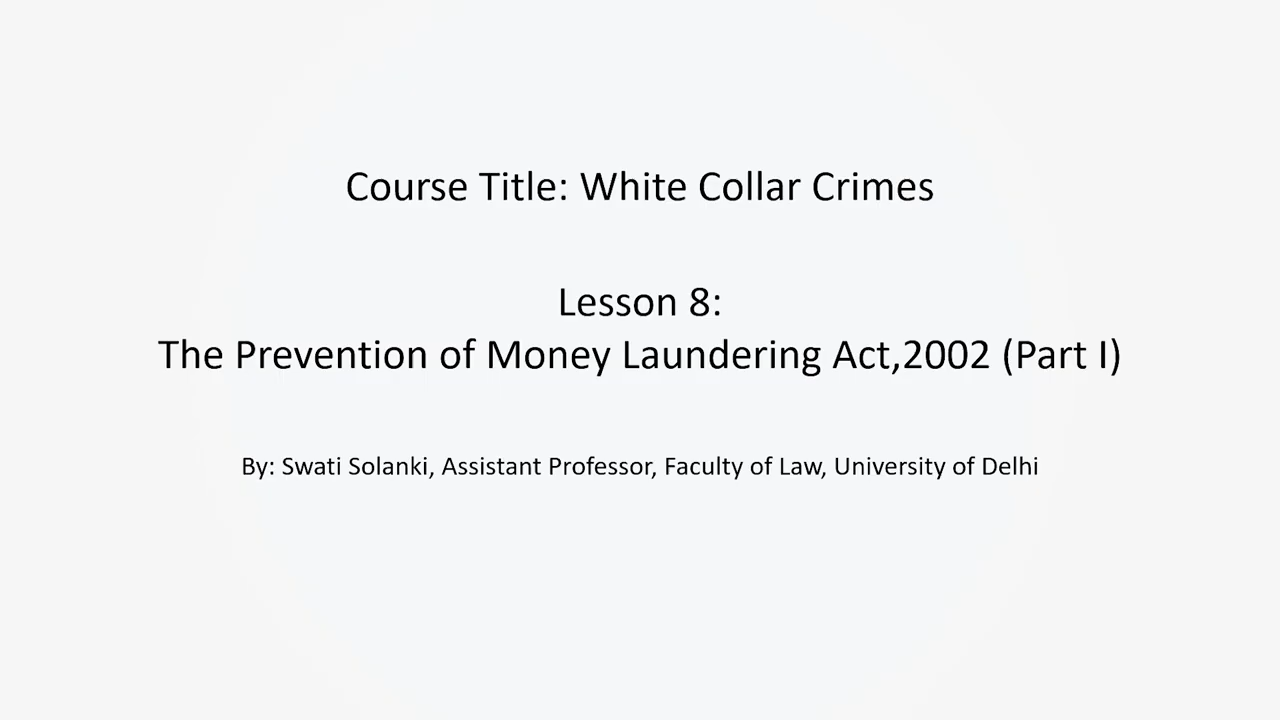 Course Title: White Collar Crimes
Lesson 8:
The Prevention of Money Laundering Act,2002 (Part I)
By: Swati Solanki, Assistant Professor, Faculty of Law, University of Delhi